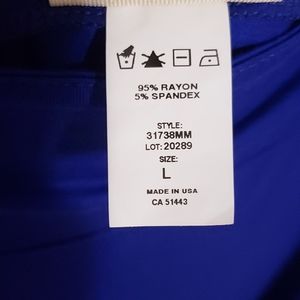 95% RAYON
5% SPANDEX
STYLE:
31738MM
LOT: 20289
SIZE:
L
MADE IN USA
CA 51443